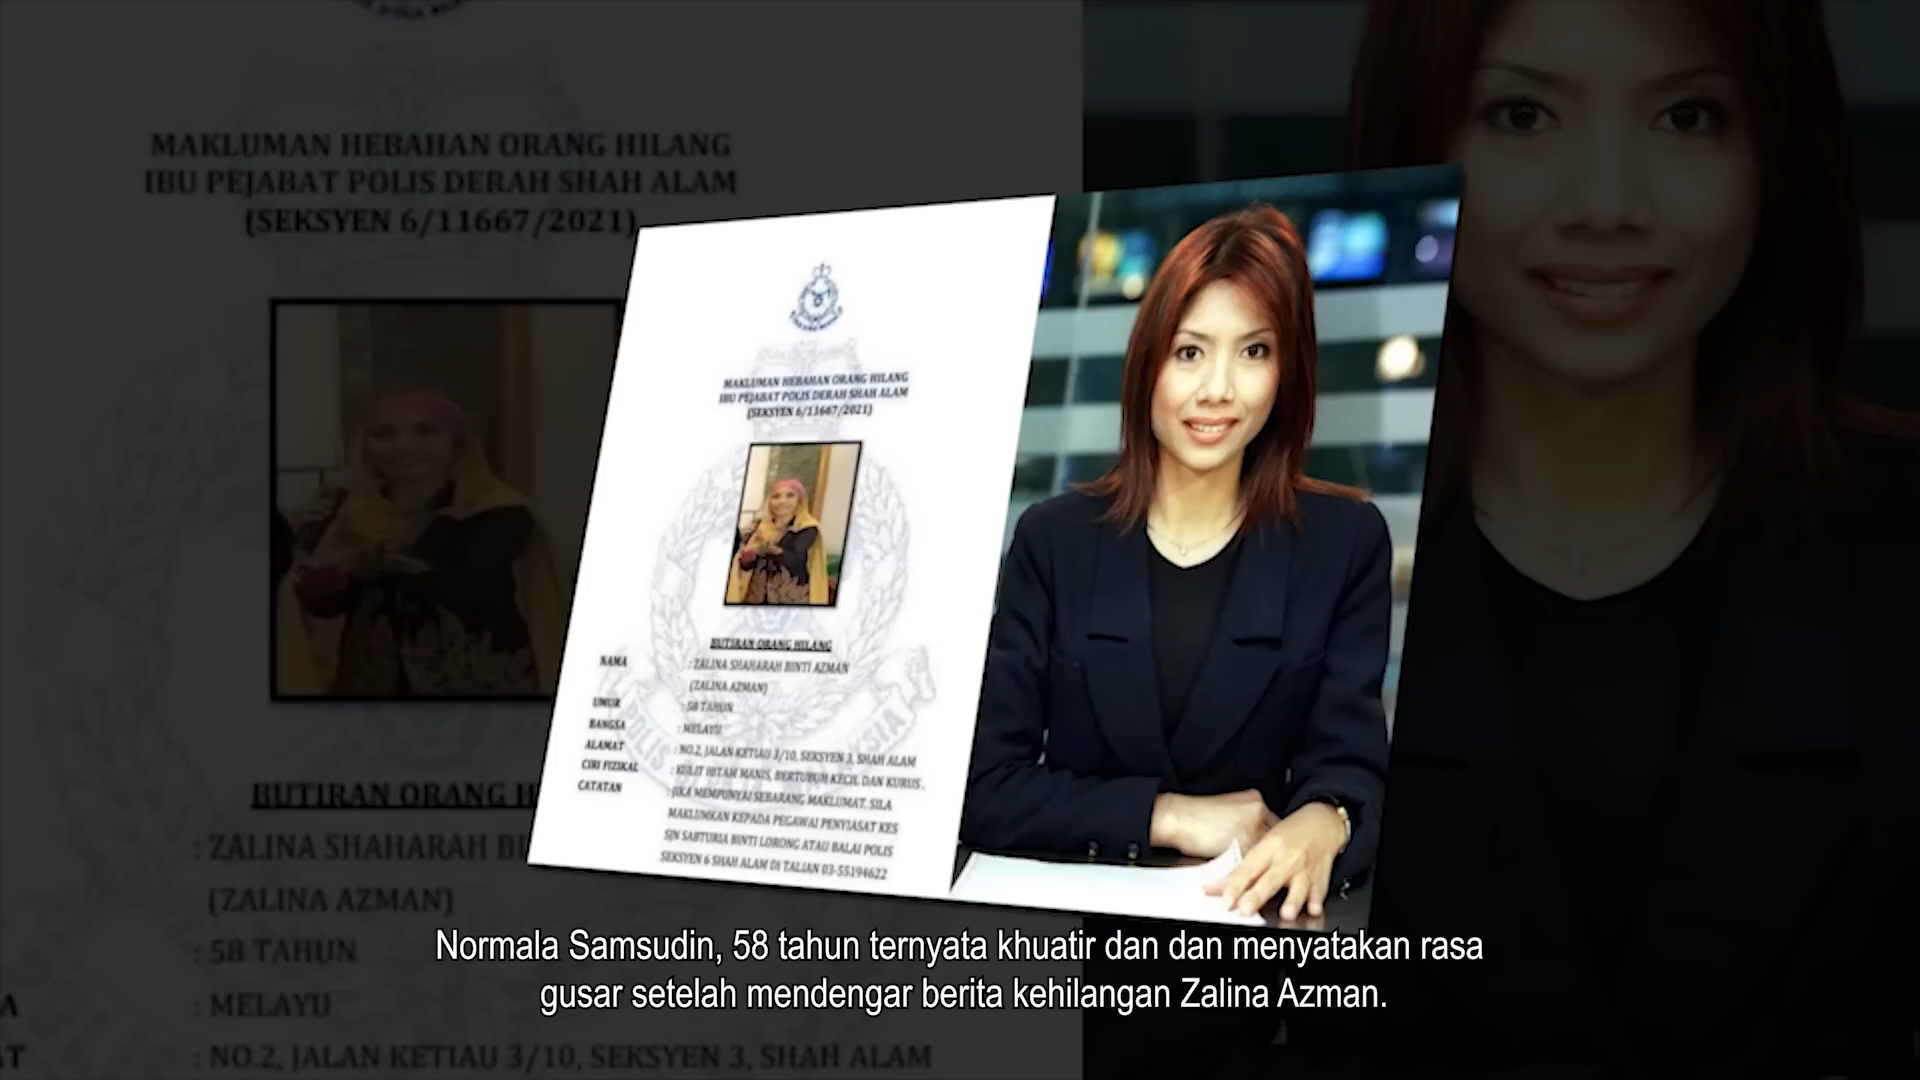 MAKLUMAN HEBAHAN ORANG HILANG
IBU PEJABAT POLIS DERAH SHAH ALAM
(SEKSYEN 6/11667/2021)
BUTIRAN ORANG H
: ZALINA SHAHARAH BI
(ZALINA AZMAN)
: 58 TAHUN
A : MELAYU
AT : NO.2, JALAN KETIAU 3/10, SEKSYEN 3, SHAH ALAM
MAKLUMAN HEBAHAN ORANG HILANG
IBU PEJABAT POLIS DERAH SHAH ALAM
(SEKSYEN 6/11667/2021)
BUTIRAN ORANG HILANG
NAMA : ZALINA SHAHARAH BINTI AZMAN
(ZALINA AZMAN)
UMUR : 58 TAHUN
BANGSA : MELAYU
ALAMAT : NO.2, JALAN KETIAU 3/10, SEKSYEN 3, SHAH ALAM
CIRI FIZIKAL : KULIT HITAM MANIS, BERTUBUH KECIL DAN KURUS.
CATATAN : JIKA MEMPUNYAI SEBARANG MAKLUMAT. SILA
MAKLUMKAN KEPADA PEGAWAI PENYIASAT KES
SJN SABTURIA BINTI LORONG ATAU BALAI POLIS
SEKSYEN 6 SHAH ALAM DI TALIAN 03-55194622
Normala Samsudin, 58 tahun ternyata khuatir dan dan menyatakan rasa
gusar setelah mendengar berita kehilangan Zalina Azman.